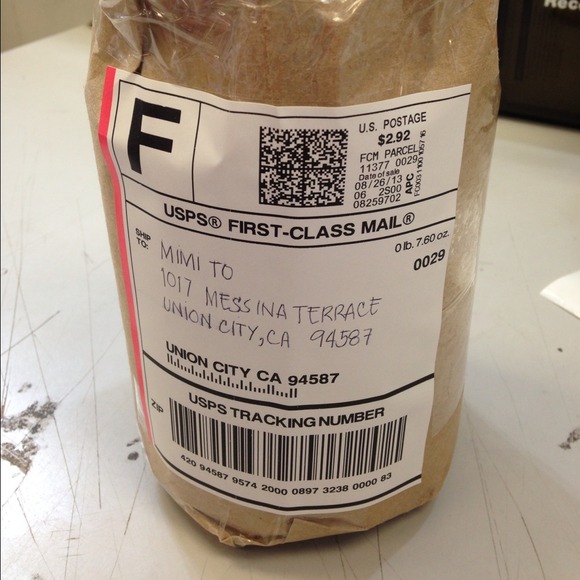 F
U.S. POSTAGE
$2.92
FCM PARCEL
11377 0029
Date of sale
08/26/13
06 2S00
08259702
APC
USPS® FIRST-CLASS MAIL®
0 lb. 7.60 oz.
0029
SHIP
TO:
MIMI TO
1017 MESSINA TERRACE
UNION CITY, CA 94587
UNION CITY CA 94587
ZIP
USPS TRACKING NUMBER
420 94587 9574 2000 0897 3238 0000 83